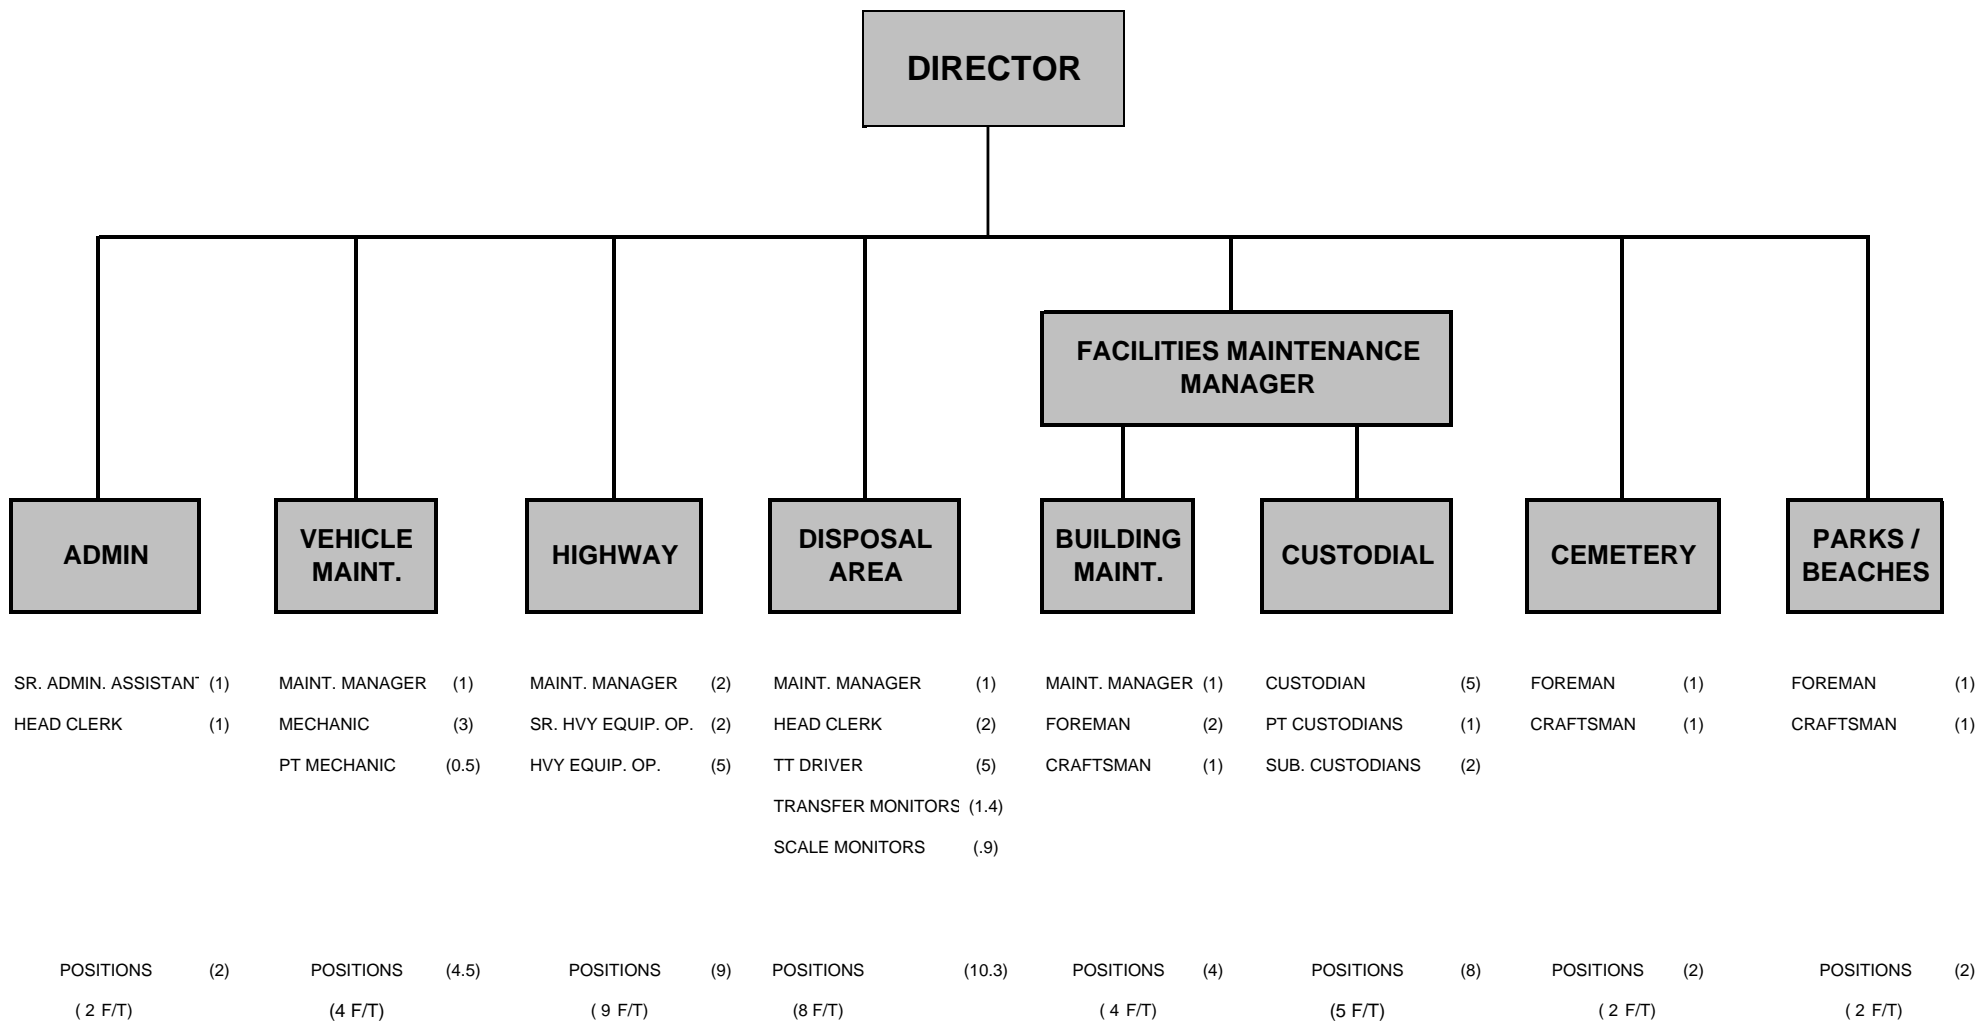 DIRECTOR
FACILITIES MAINTENANCE
MANAGER
ADMIN
VEHICLE
MAINT.
HIGHWAY
DISPOSAL
AREA
BUILDING
MAINT.
CUSTODIAL
CEMETERY
PARKS /
BEACHES
SR. ADMIN. ASSISTANT (1)
HEAD CLERK (1)
MAINT. MANAGER (1)
MECHANIC (3)
PT MECHANIC (0.5)
MAINT. MANAGER (2)
SR. HVY EQUIP. OP. (2)
HVY EQUIP. OP. (5)
MAINT. MANAGER (1)
HEAD CLERK (2)
TT DRIVER (5)
TRANSFER MONITORS (1.4)
SCALE MONITORS (.9)
MAINT. MANAGER (1)
FOREMAN (2)
CRAFTSMAN (1)
CUSTODIAN (5)
PT CUSTODIANS (1)
SUB. CUSTODIANS (2)
FOREMAN (1)
CRAFTSMAN (1)
FOREMAN (1)
CRAFTSMAN (1)
POSITIONS (2)
( 2 F/T)
POSITIONS (4.5)
(4 F/T)
POSITIONS (9)
( 9 F/T)
POSITIONS (10.3)
(8 F/T)
POSITIONS (4)
( 4 F/T)
POSITIONS (8)
(5 F/T)
POSITIONS (2)
( 2 F/T)
POSITIONS (2)
( 2 F/T)